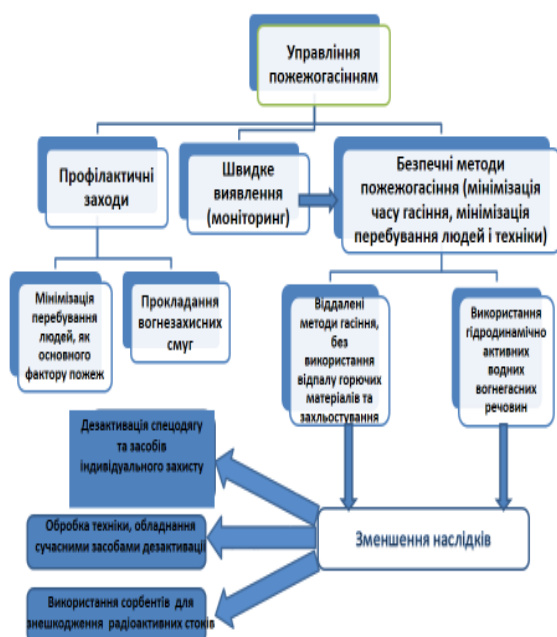 Управління
пожежогасінням
Профілактичні
заходи
Швидке
виявлення
(моніторинг)
Безпечні методи
пожежогасіння (мінімізація
часу гасіння, мінімізація
перебування людей і техніки)
Мінімізація
перебування
людей, як
основного
фактору пожеж
Прокладання
вогнезахисних
смуг
Віддалені
методи гасіння,
без
використання
відпалу горючих
матеріалів та
захльостування
Використання
гідродинамічно
активних
водних
вогнегасних
речовин
Дезактивація спецодягу
та засобів
індивідуального захисту
Обробка техніки, обладнання
сучасними засобами дезактивації
Використання сорбентів для
знешкодження радіоактивних стоків
Зменшення наслідків